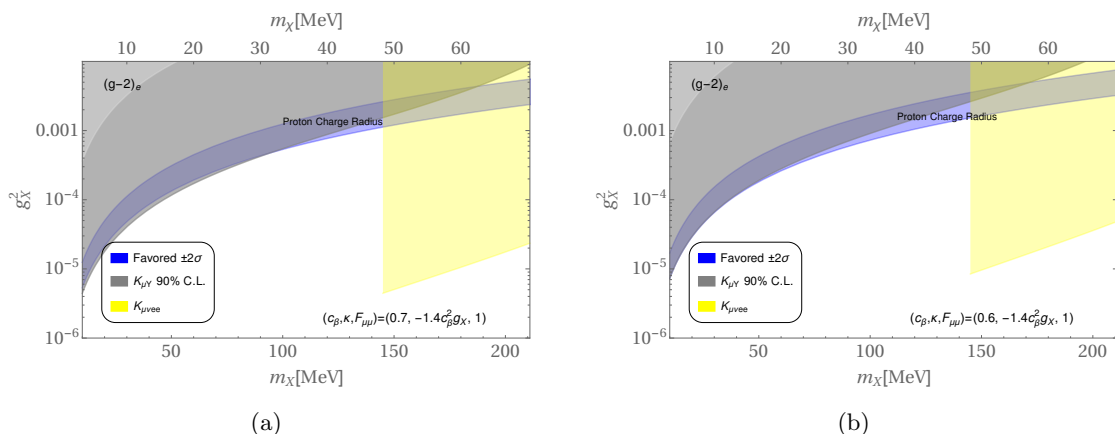 m_χ[MeV]
10 20 30 40 50 60
(g-2)_e
Proton Charge Radius
0.001
10^-4
10^-5
10^-6
g_X^2
Favored ±2σ
K_μY 90% C.L.
K_μνee
(c_β,κ,F_μμ)=(0.7, -1.4c_β^2 g_X, 1)
50 100 150 200
m_X[MeV]
(a)
m_χ[MeV]
10 20 30 40 50 60
(g-2)_e
Proton Charge Radius
0.001
10^-4
10^-5
10^-6
g_X^2
Favored ±2σ
K_μY 90% C.L.
K_μνee
(c_β,κ,F_μμ)=(0.6, -1.4c_β^2 g_X, 1)
50 100 150 200
m_X[MeV]
(b)